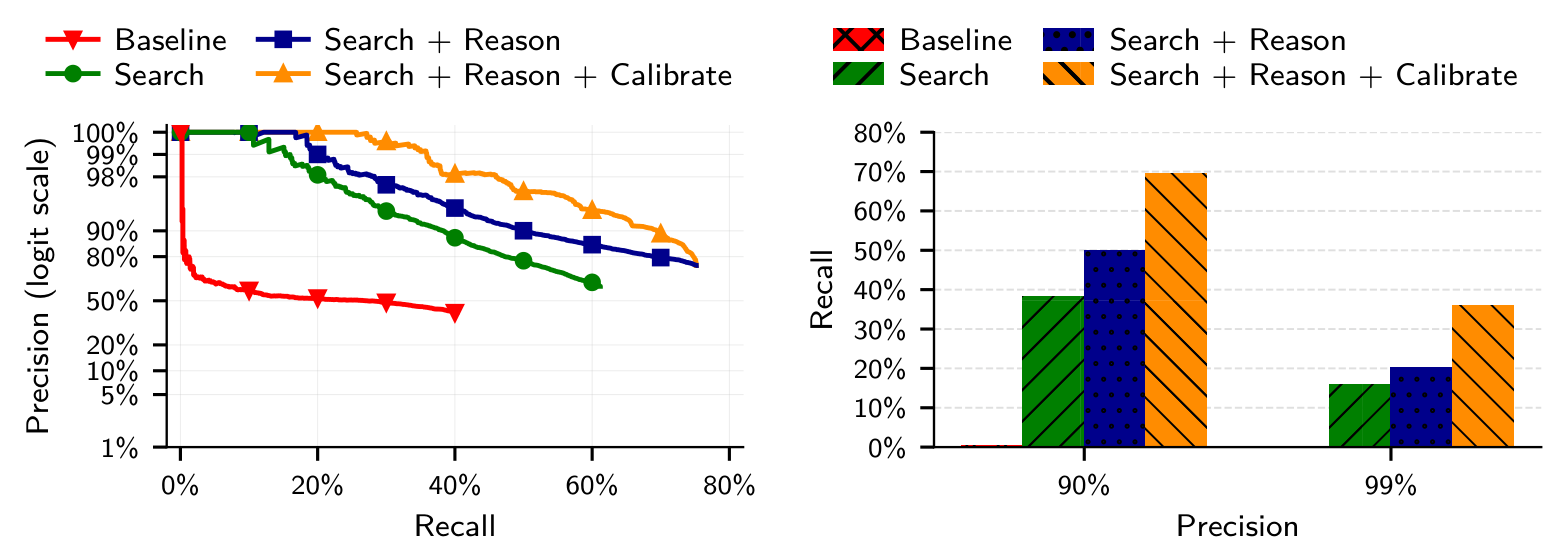 Baseline
Search + Reason
Search
Search + Reason + Calibrate
Precision (logit scale)
100%
99%
98%
90%
80%
50%
20%
10%
5%
1%
0%
20%
40%
60%
80%
Recall
Baseline
Search + Reason
Search
Search + Reason + Calibrate
Recall
80%
70%
60%
50%
40%
30%
20%
10%
0%
90%
99%
Precision